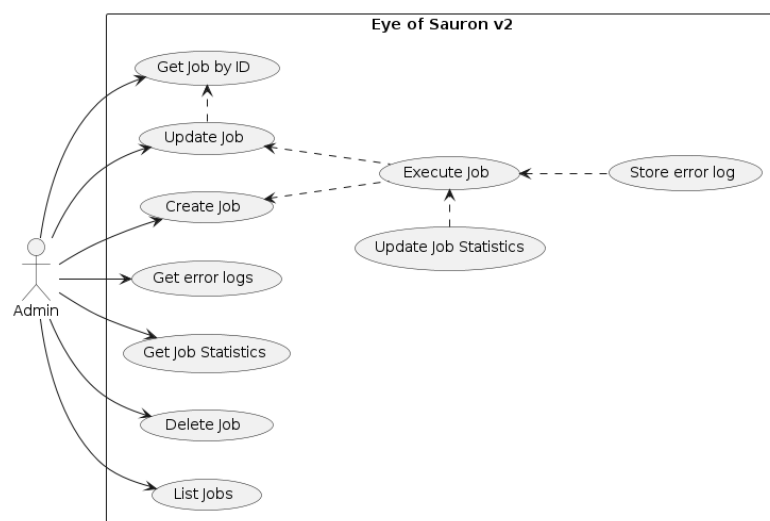 Eye of Sauron v2
Get Job by ID
Update Job
Execute Job
Store error log
Create Job
Update Job Statistics
Get error logs
Admin
Get Job Statistics
Delete Job
List Jobs